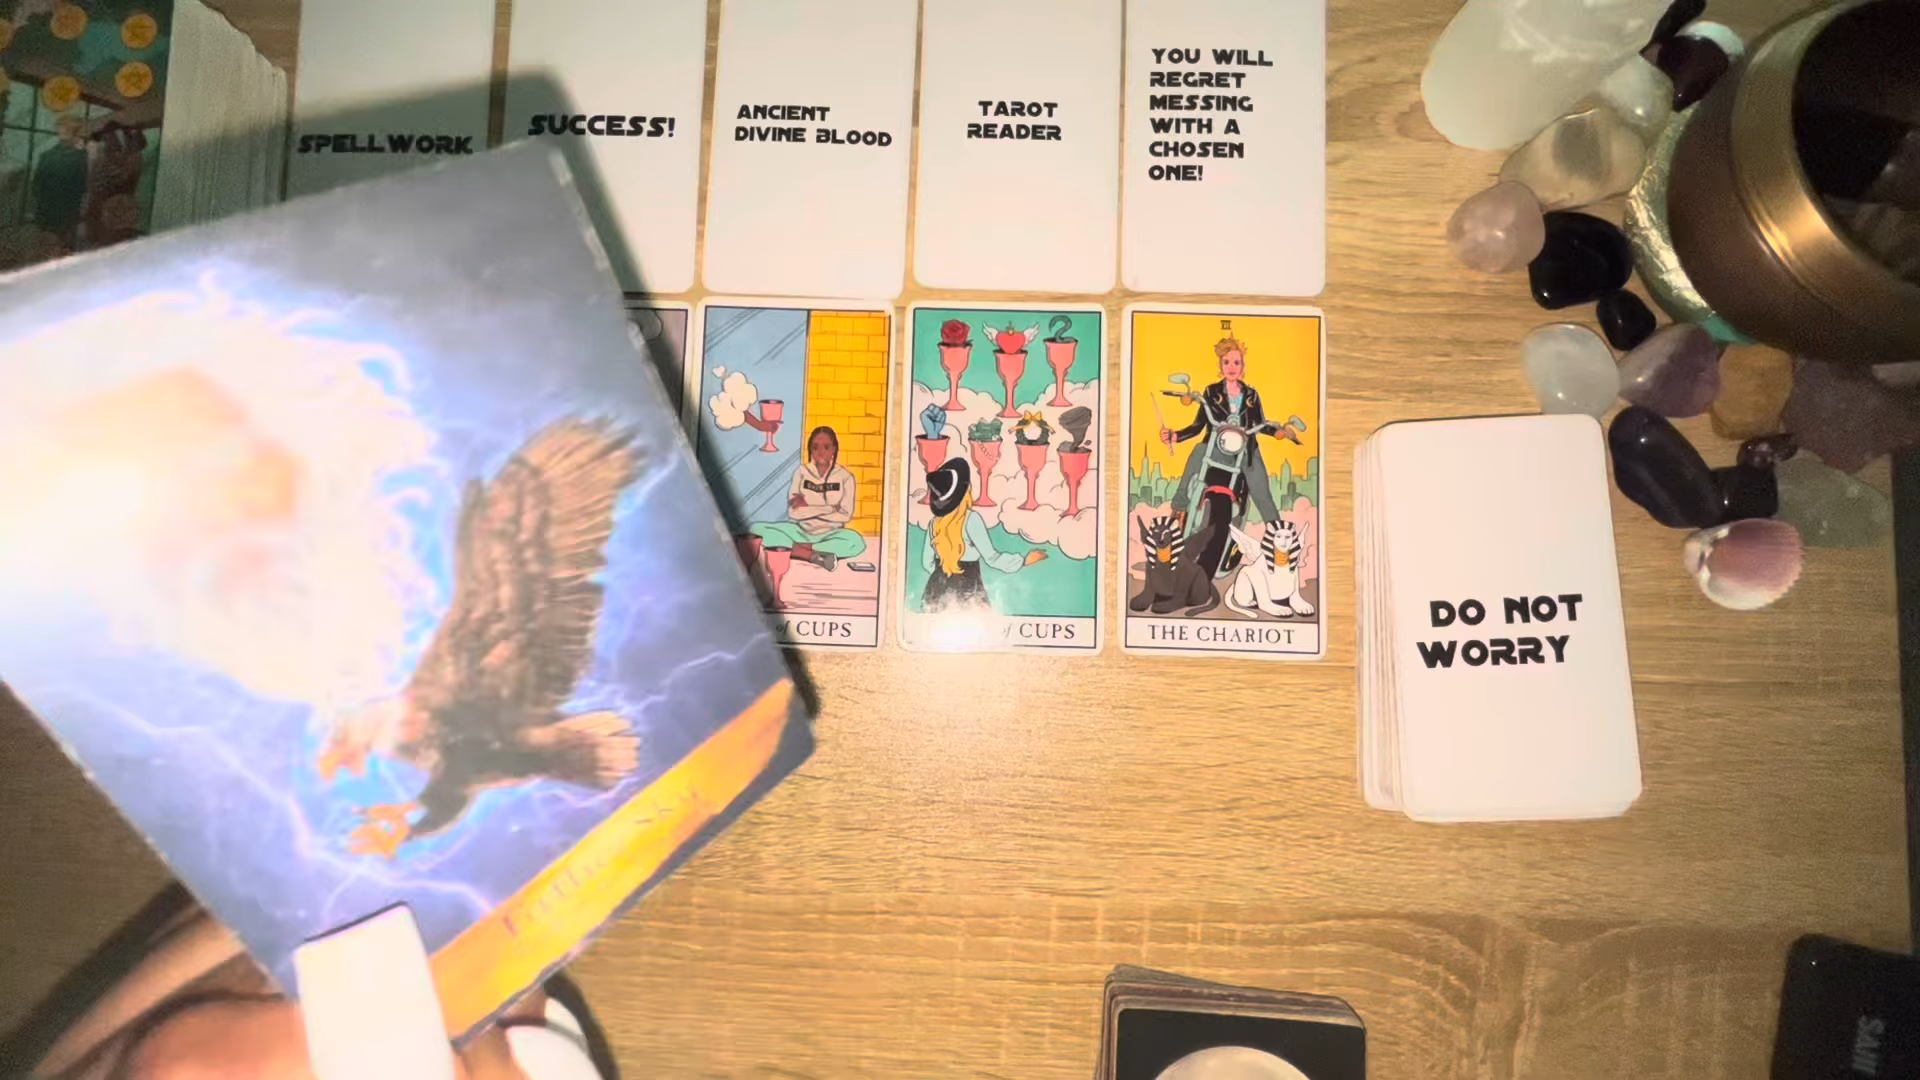 SPELLWORK
SUCCESS!
ANCIENT
DIVINE BLOOD
TAROT
READER
YOU WILL
REGRET
MESSING
WITH A
CHOSEN
ONE!
of CUPS
of CUPS
VII
THE CHARIOT
DO NOT
WORRY